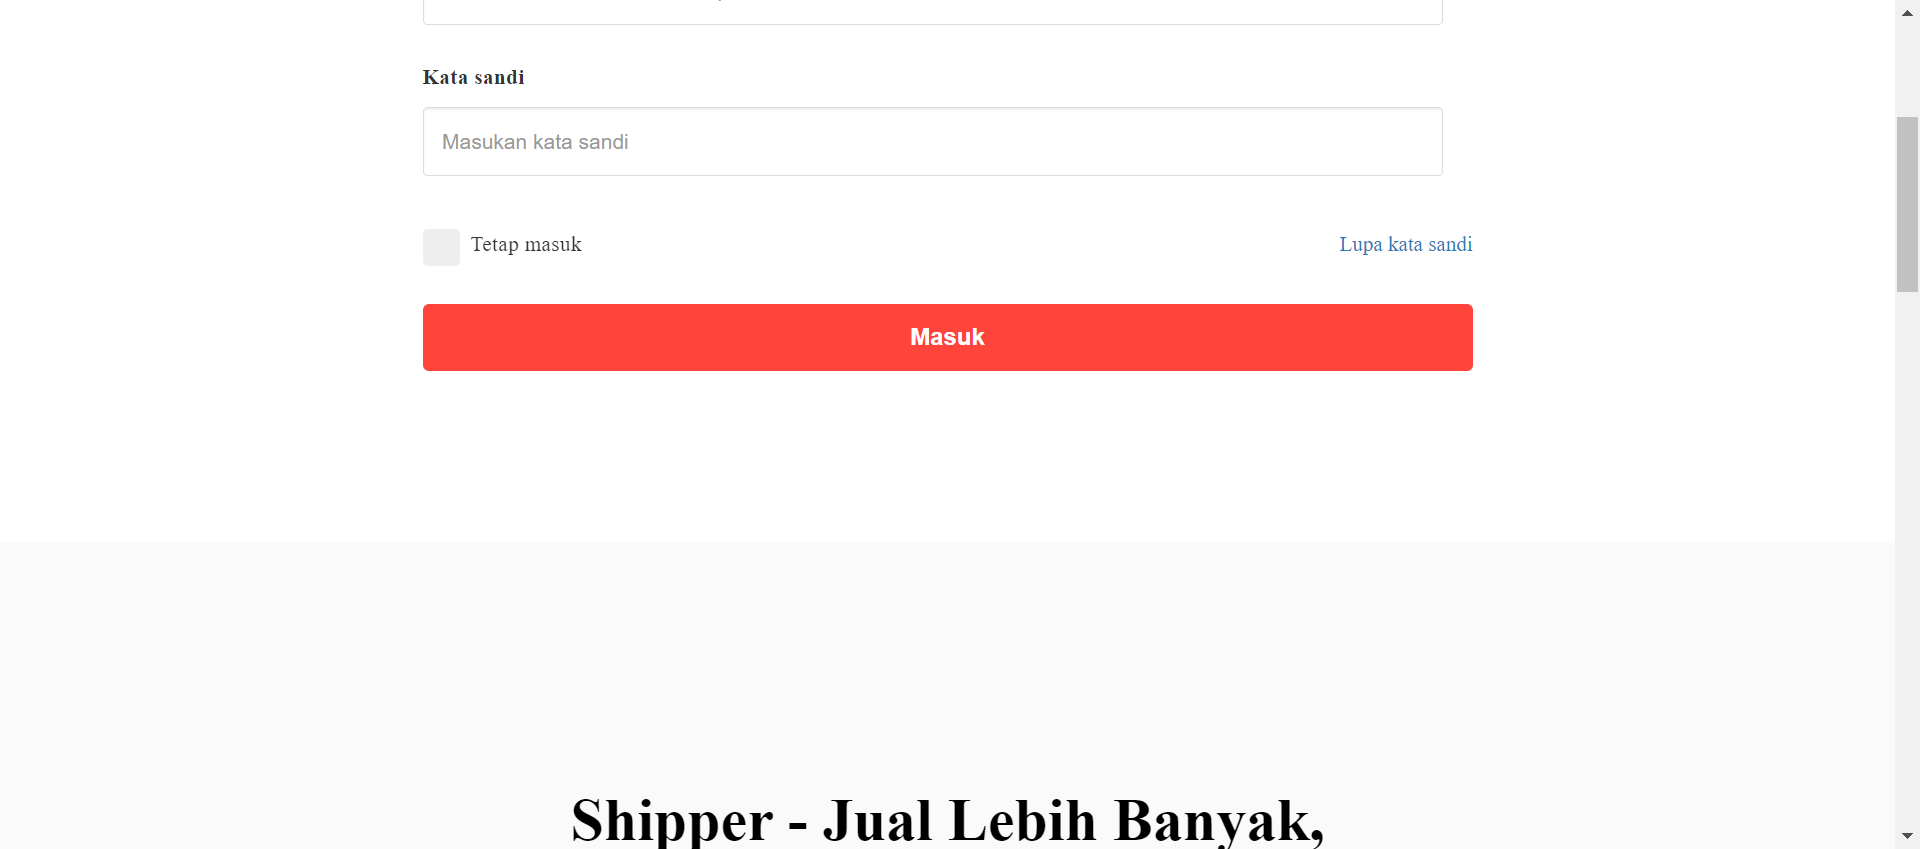 Kata sandi
Masukan kata sandi
Tetap masuk
Lupa kata sandi
Masuk
Shipper - Jual Lebih Banyak,